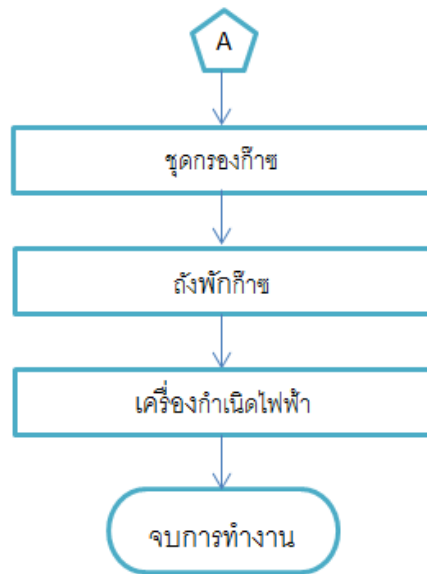 A
ชุดกรองก๊าซ
ถังพักก๊าซ
เครื่องกำเนิดไฟฟ้า
จบการทำงาน